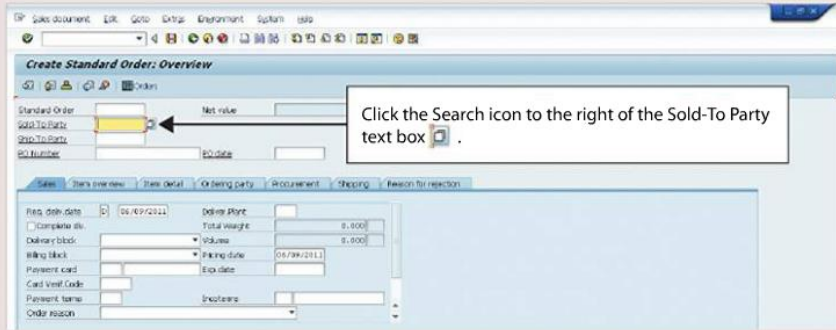 Sales document Edit Goto Extras Environment System Help
Create Standard Order: Overview
Orders
Standard Order Net value
Sold-To Party
Ship-To Party
PO Number PO date
Click the Search icon to the right of the Sold-To Party
text box .
Sales Item overview Item detail Ordering party Procurement Shipping Reason for rejection
Req. deliv.date D 06/09/2011 Deliver.Plant
Complete dlv. Total Weight 0.000
Delivery block Volume 0.000
Billing block Pricing date 06/09/2011
Payment card Exp.date
Card Verif.Code
Payment terms Incoterms
Order reason